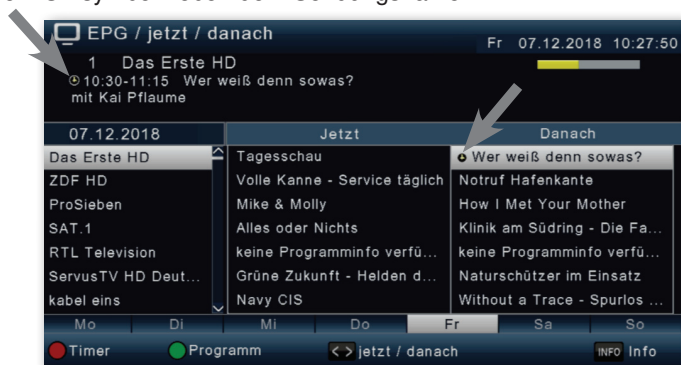 EPG / jetzt / danach
Fr 07.12.2018 10:27:50
1 Das Erste HD
10:30-11:15 Wer weiß denn sowas?
mit Kai Pflaume
07.12.2018 Jetzt Danach
Das Erste HD Tagesschau Wer weiß denn sowas?
ZDF HD Volle Kanne - Service täglich Notruf Hafenkante
ProSieben Mike & Molly How I Met Your Mother
SAT.1 Alles oder Nichts Klinik am Südring - Die Fa...
RTL Television keine Programminfo verfü... keine Programminfo verfü...
ServusTV HD Deut... Grüne Zukunft - Helden d... Naturschützer im Einsatz
kabel eins Navy CIS Without a Trace - Spurlos ...
Mo Di Mi Do Fr Sa So
Timer Programm <> jetzt / danach INFO Info